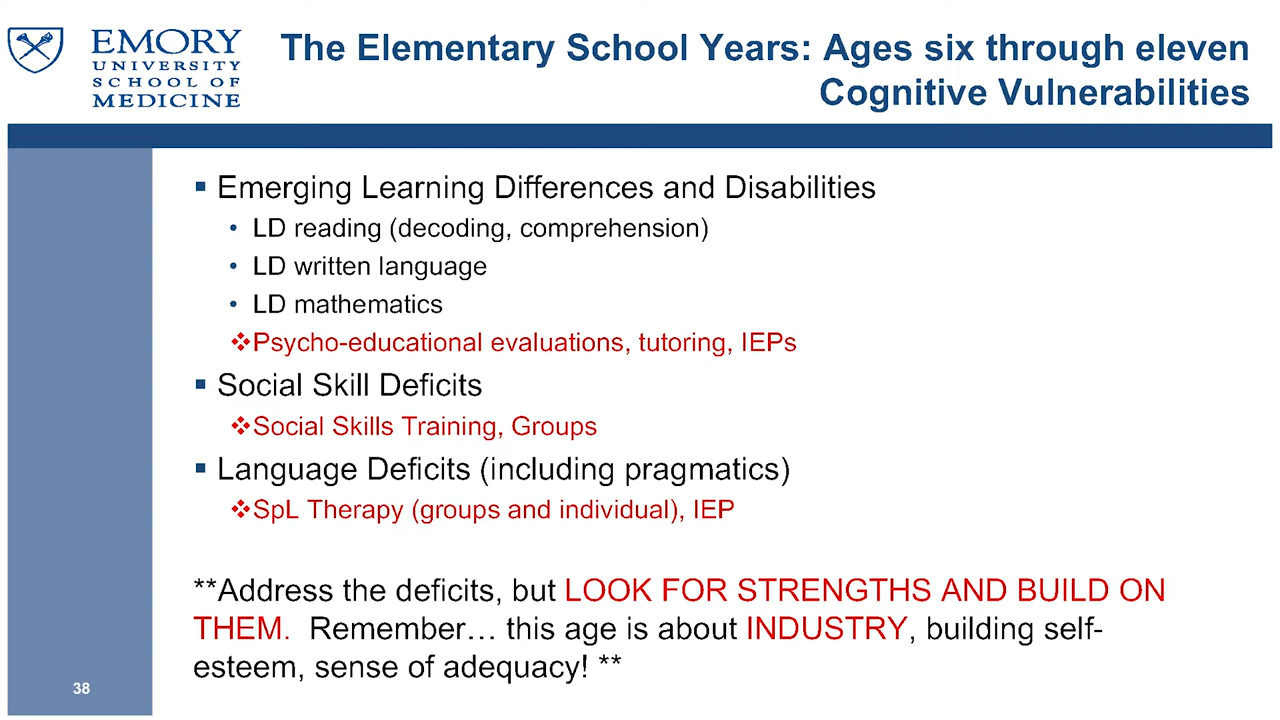 EMORY
UNIVERSITY
SCHOOL OF
MEDICINE
The Elementary School Years: Ages six through eleven
Cognitive Vulnerabilities
▪ Emerging Learning Differences and Disabilities
• LD reading (decoding, comprehension)
• LD written language
• LD mathematics
❖Psycho-educational evaluations, tutoring, IEPs
▪ Social Skill Deficits
❖Social Skills Training, Groups
▪ Language Deficits (including pragmatics)
❖SpL Therapy (groups and individual), IEP
**Address the deficits, but LOOK FOR STRENGTHS AND BUILD ON
THEM. Remember… this age is about INDUSTRY, building self-
esteem, sense of adequacy! **
38